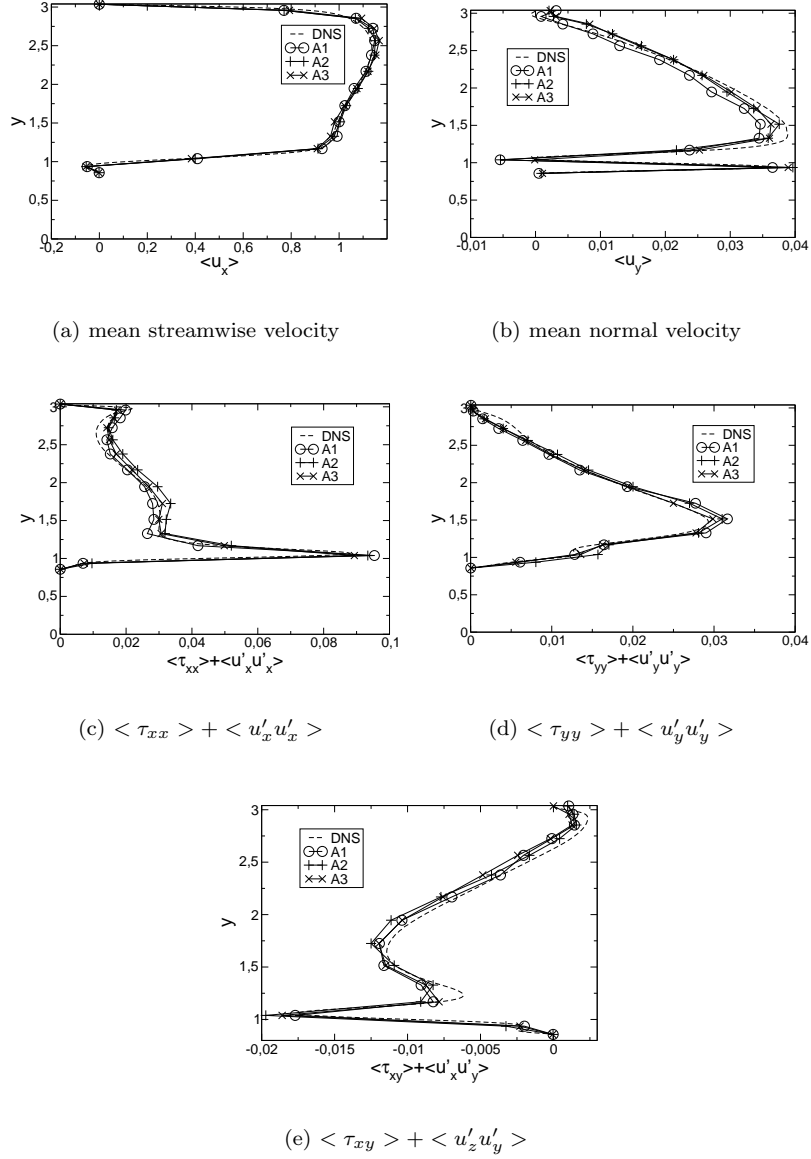 3
2,5
2
1,5
1
0,5
0
y
-0,2
0
0,2
0,4
0,6
0,8
1
<u_x>
DNS
A1
A2
A3
3
2,5
2
1,5
1
0,5
0
y
-0,01
0
0,01
0,02
0,03
0,04
<u_y>
DNS
A1
A2
A3
(a) mean streamwise velocity
(b) mean normal velocity
3
2,5
2
1,5
1
0,5
0
y
0
0,02
0,04
0,06
0,08
0,1
<τ_xx>+<u'_x u'_x>
DNS
A1
A2
A3
3
2,5
2
1,5
1
0,5
0
y
0
0,01
0,02
0,03
0,04
<τ_yy>+<u'_y u'_y>
DNS
A1
A2
A3
(c) < τ_xx > + < u'_x u'_x >
(d) < τ_yy > + < u'_y u'_y >
3
2,5
2
1,5
1
y
-0,02
-0,015
-0,01
-0,005
0
<τ_xy>+<u'_x u'_y>
DNS
A1
A2
A3
(e) < τ_xy > + < u'_z u'_y >